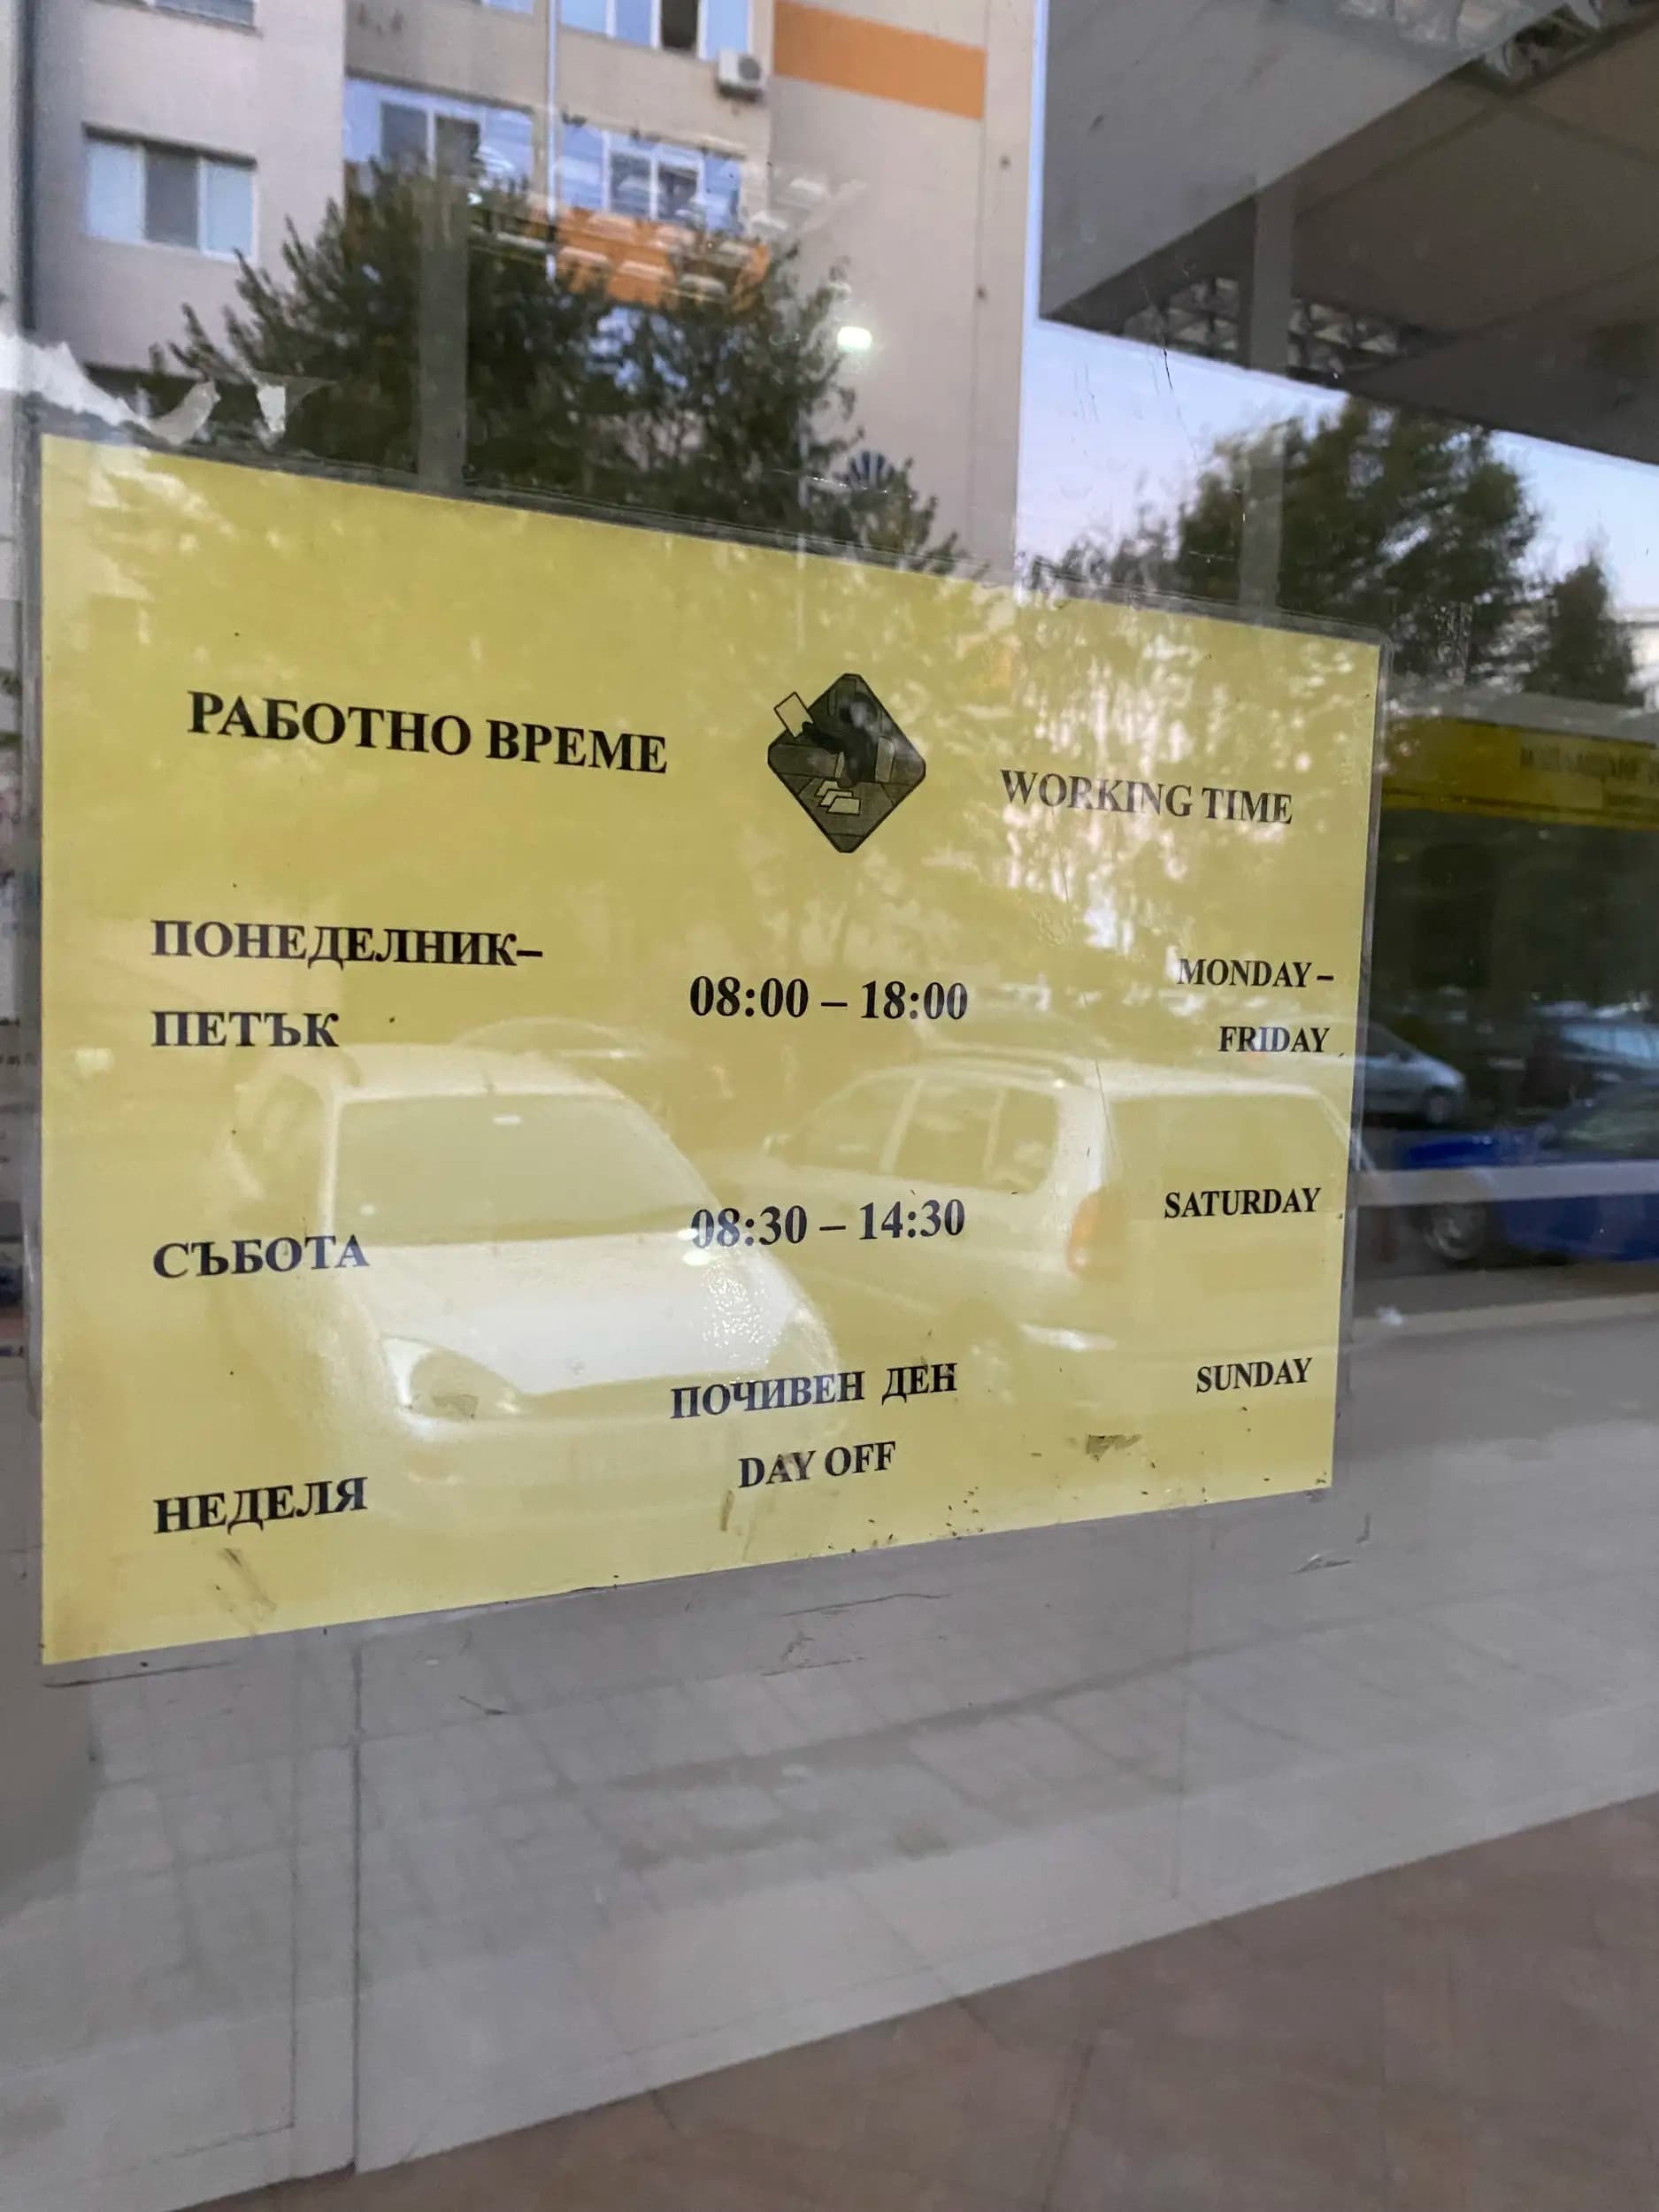 РАБОТНО ВРЕМЕ
WORKING TIME
ПОНЕДЕЛНИК–
ПЕТЪК
08:00 – 18:00
MONDAY –
FRIDAY
СЪБОТА
08:30 – 14:30
SATURDAY
НЕДЕЛЯ
ПОЧИВЕН ДЕН
DAY OFF
SUNDAY